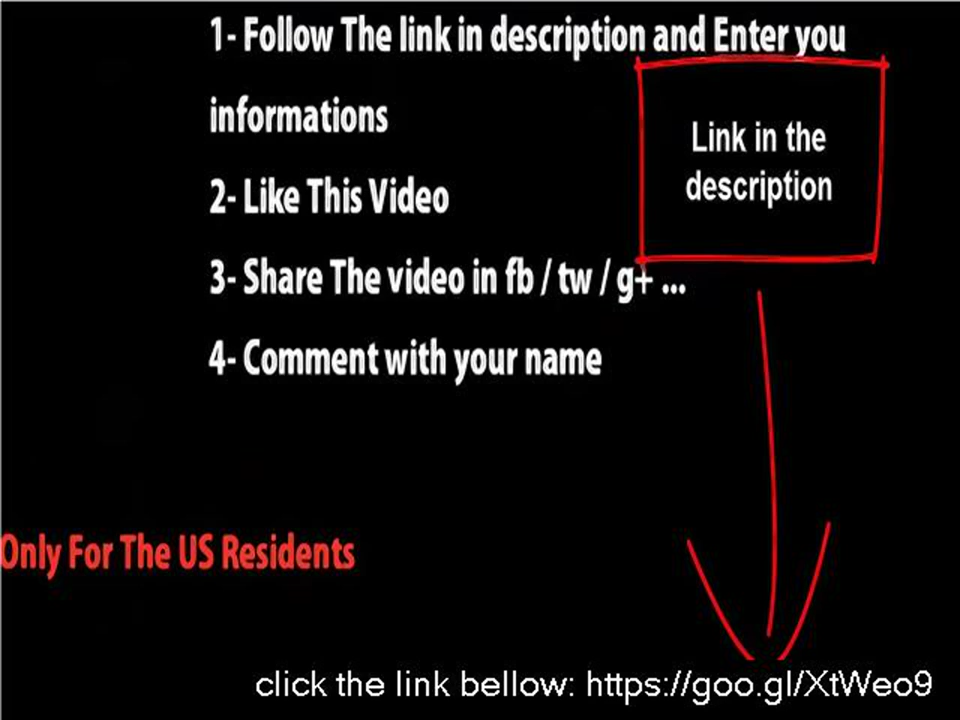 1- Follow The link in description and Enter you
informations
Link in the
description
2- Like This Video
3- Share The video in fb / tw / g+ ...
4- Comment with your name
Only For The US Residents
click the link bellow: https://goo.gl/XtWeo9